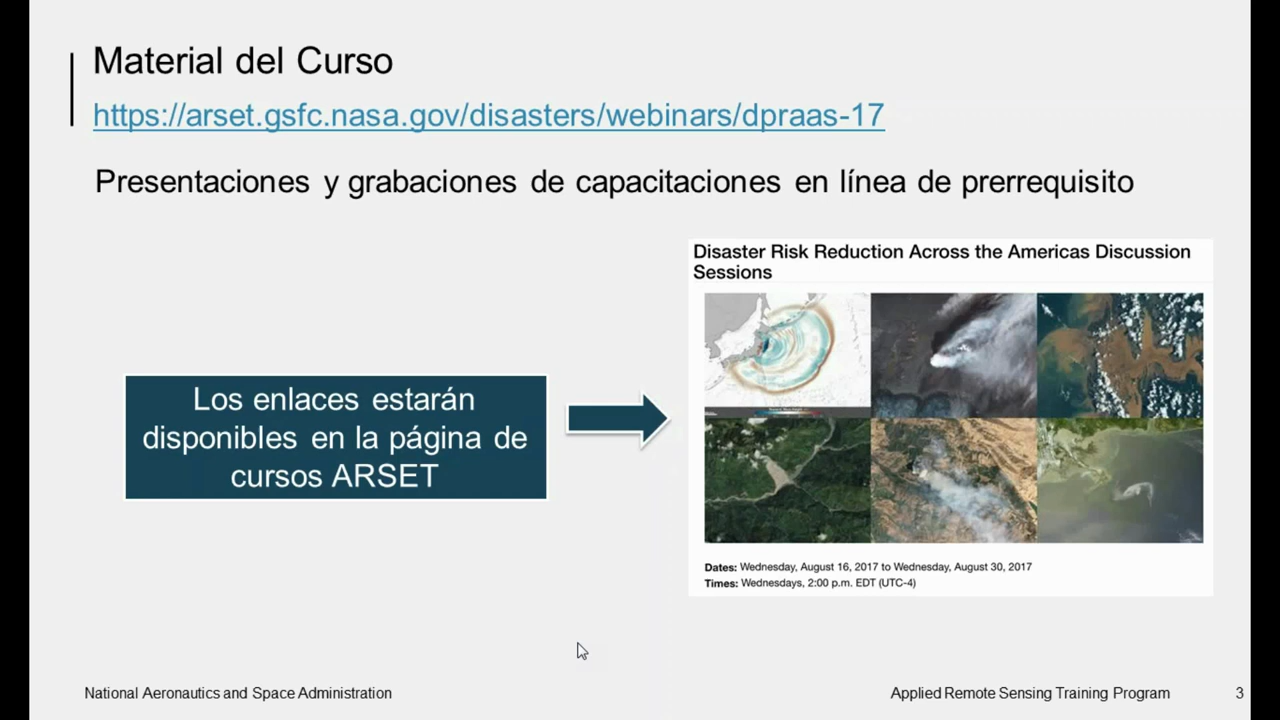 Material del Curso
https://arset.gsfc.nasa.gov/disasters/webinars/dpraas-17
Presentaciones y grabaciones de capacitaciones en línea de prerrequisito
Disaster Risk Reduction Across the Americas Discussion
Sessions
Los enlaces estarán
disponibles en la página de
cursos ARSET
Dates: Wednesday, August 16, 2017 to Wednesday, August 30, 2017
Times: Wednesdays, 2:00 p.m. EDT (UTC-4)
National Aeronautics and Space Administration
Applied Remote Sensing Training Program
3